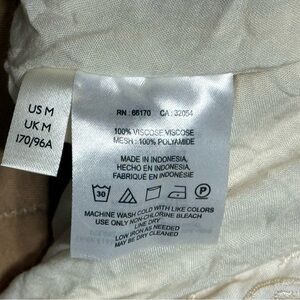 US M
UK M
170/96A
RN : 66170 CA : 32054
100% VISCOSE VISCOSE
MESH : 100% POLYAMIDE
MADE IN INDONESIA,
HECHO EN INDONESIA,
FABRIQUE EN INDONESIE
30
P
MACHINE WASH COLD WITH LIKE COLORS
USE ONLY NON-CHLORINE BLEACH
LINE DRY
LOW IRON AS NEEDED
MAY BE DRY CLEANED